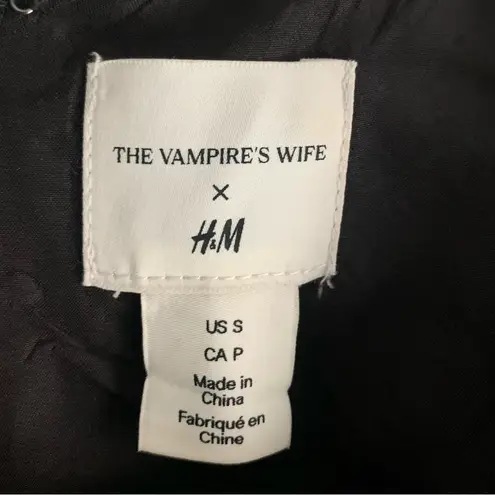 THE VAMPIRE'S WIFE
×
H&M
US S
CA P
Made in
China
Fabriqué en
Chine